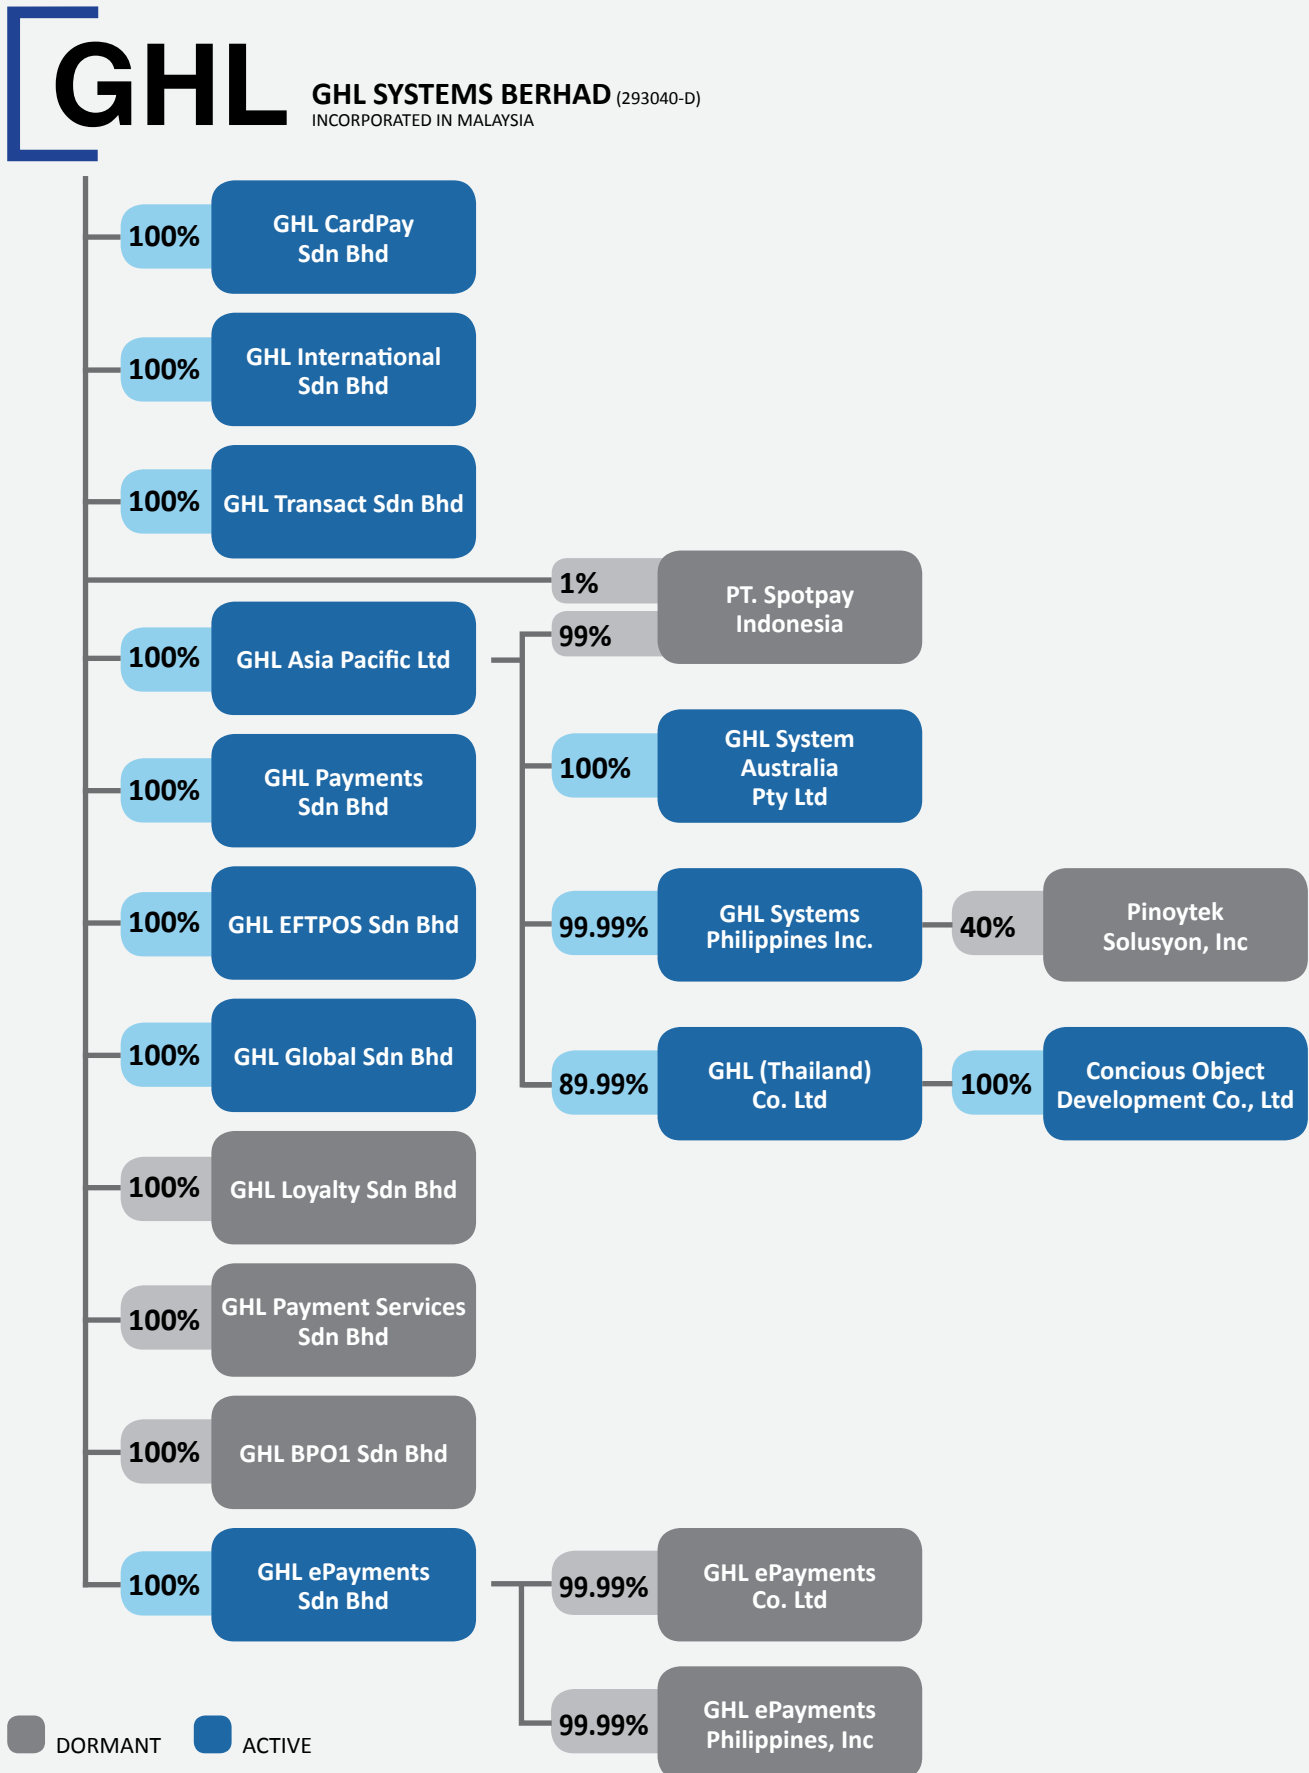 GHL
GHL SYSTEMS BERHAD (293040-D)
INCORPORATED IN MALAYSIA
100%
GHL CardPay
Sdn Bhd
100%
GHL International
Sdn Bhd
100%
GHL Transact Sdn Bhd
1%
99%
PT. Spotpay
Indonesia
100%
GHL Asia Pacific Ltd
100%
GHL System
Australia
Pty Ltd
100%
GHL Payments
Sdn Bhd
99.99%
GHL Systems
Philippines Inc.
40%
Pinoytek
Solusyon, Inc
100%
GHL EFTPOS Sdn Bhd
100%
GHL Global Sdn Bhd
89.99%
GHL (Thailand)
Co. Ltd
100%
Concious Object
Development Co., Ltd
100%
GHL Loyalty Sdn Bhd
100%
GHL Payment Services
Sdn Bhd
100%
GHL BPO1 Sdn Bhd
100%
GHL ePayments
Sdn Bhd
99.99%
GHL ePayments
Co. Ltd
99.99%
GHL ePayments
Philippines, Inc
DORMANT
ACTIVE